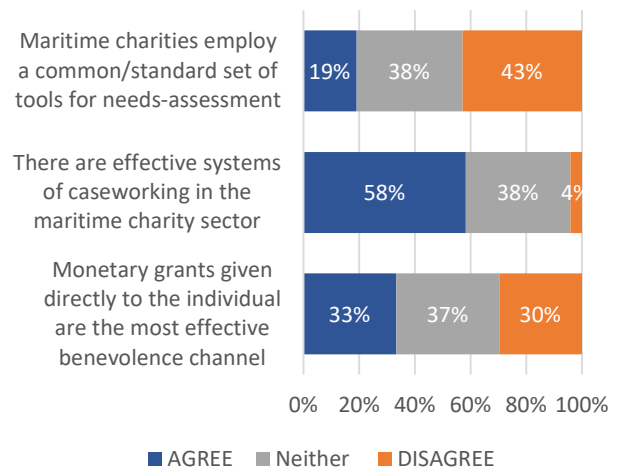 Maritime charities employ
a common/standard set of
tools for needs-assessment
19% 38% 43%
There are effective systems
of caseworking in the
maritime charity sector
58% 38% 4%
Monetary grants given
directly to the individual
are the most effective
benevolence channel
33% 37% 30%
0% 20% 40% 60% 80% 100%
AGREE Neither DISAGREE